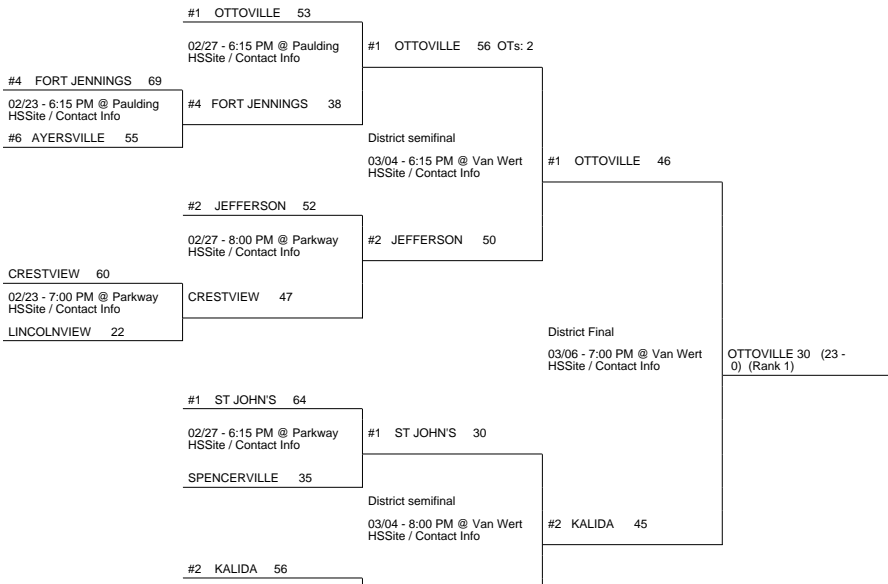 #1 OTTOVILLE 53
02/27 - 6:15 PM @ Paulding
HSSite / Contact Info
#1 OTTOVILLE 56 OTs: 2
#4 FORT JENNINGS 69
02/23 - 6:15 PM @ Paulding
HSSite / Contact Info
#4 FORT JENNINGS 38
#6 AYERSVILLE 55
District semifinal
03/04 - 6:15 PM @ Van Wert
HSSite / Contact Info
#1 OTTOVILLE 46
#2 JEFFERSON 52
02/27 - 8:00 PM @ Parkway
HSSite / Contact Info
#2 JEFFERSON 50
CRESTVIEW 60
02/23 - 7:00 PM @ Parkway
HSSite / Contact Info
CRESTVIEW 47
LINCOLNVIEW 22
District Final
03/06 - 7:00 PM @ Van Wert
HSSite / Contact Info
OTTOVILLE 30 (23 -
0) (Rank 1)
#1 ST JOHN'S 64
02/27 - 6:15 PM @ Parkway
HSSite / Contact Info
#1 ST JOHN'S 30
SPENCERVILLE 35
District semifinal
03/04 - 8:00 PM @ Van Wert
HSSite / Contact Info
#2 KALIDA 45
#2 KALIDA 56